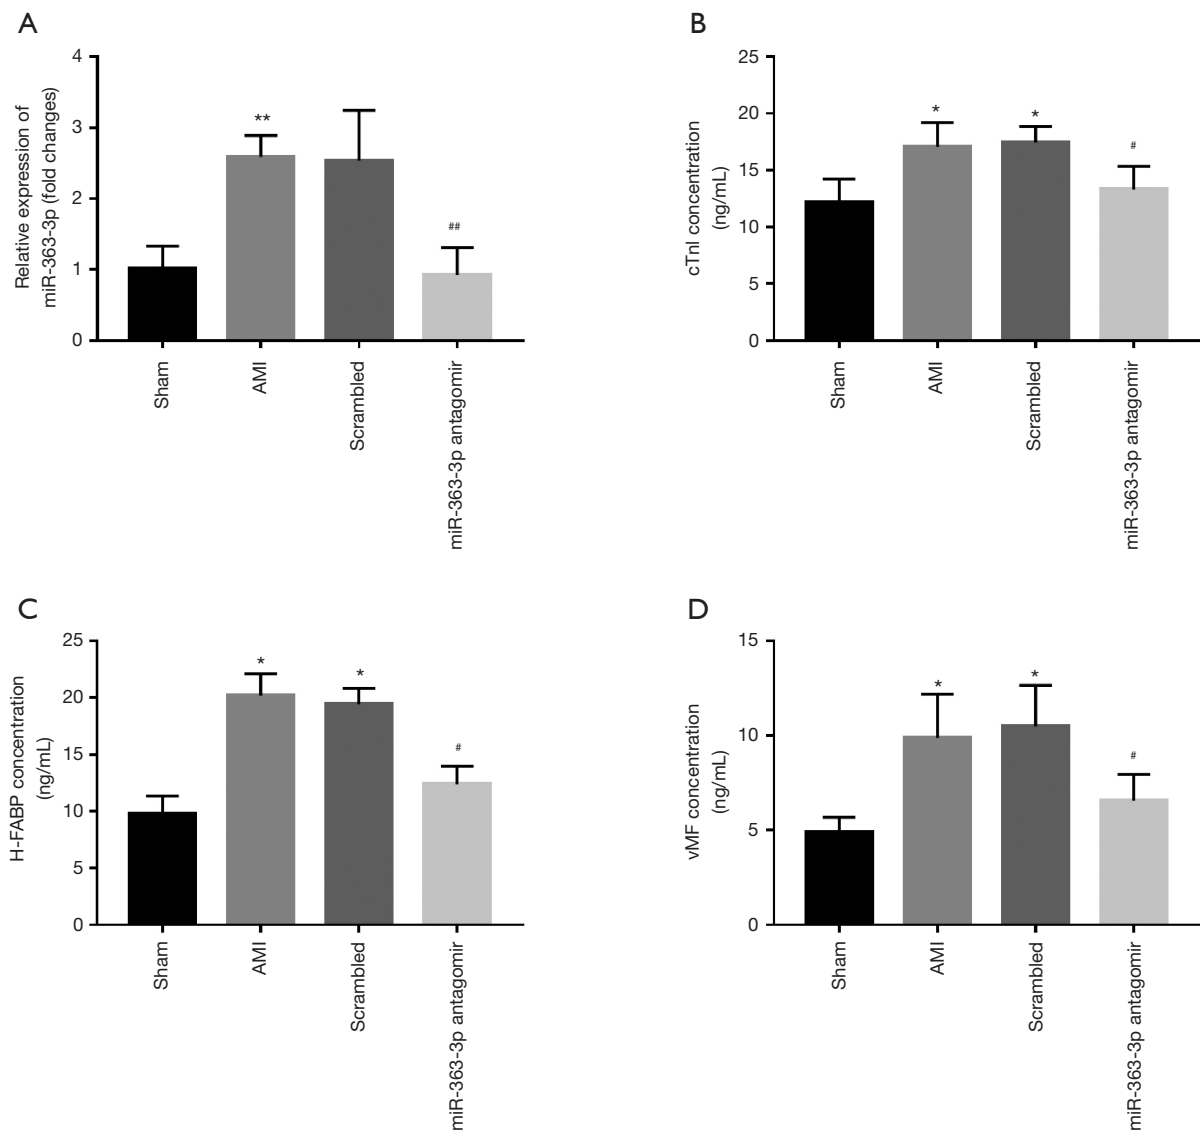 A
Relative expression of
miR-363-3p (fold changes)
4
3
2
1
0
**
##
Sham
AMI
Scrambled
miR-363-3p antagomir
B
cTnI concentration
(ng/mL)
25
20
15
10
5
0
*
*
#
Sham
AMI
Scrambled
miR-363-3p antagomir
C
H-FABP concentration
(ng/mL)
25
20
15
10
5
0
*
*
#
Sham
AMI
Scrambled
miR-363-3p antagomir
D
vMF concentration
(ng/mL)
15
10
5
0
*
*
#
Sham
AMI
Scrambled
miR-363-3p antagomir